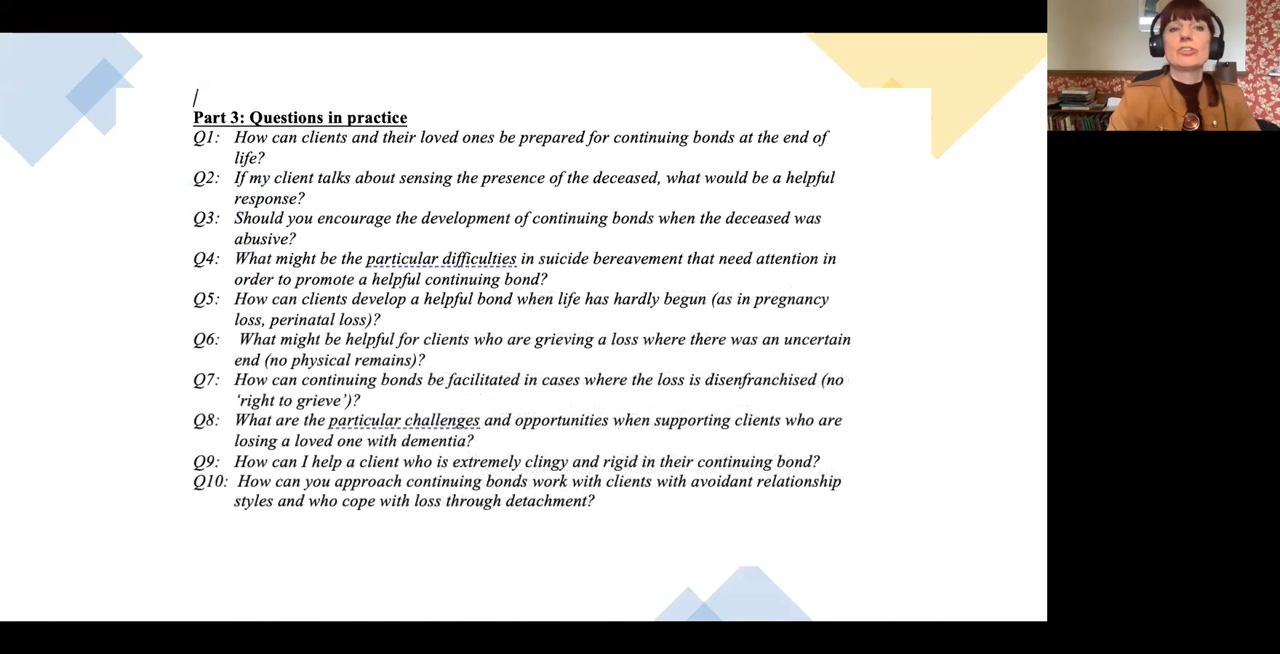 /
Part 3: Questions in practice
Q1: How can clients and their loved ones be prepared for continuing bonds at the end of
life?
Q2: If my client talks about sensing the presence of the deceased, what would be a helpful
response?
Q3: Should you encourage the development of continuing bonds when the deceased was
abusive?
Q4: What might be the particular difficulties in suicide bereavement that need attention in
order to promote a helpful continuing bond?
Q5: How can clients develop a helpful bond when life has hardly begun (as in pregnancy
loss, perinatal loss)?
Q6: What might be helpful for clients who are grieving a loss where there was an uncertain
end (no physical remains)?
Q7: How can continuing bonds be facilitated in cases where the loss is disenfranchised (no
‘right to grieve’)?
Q8: What are the particular challenges and opportunities when supporting clients who are
losing a loved one with dementia?
Q9: How can I help a client who is extremely clingy and rigid in their continuing bond?
Q10: How can you approach continuing bonds work with clients with avoidant relationship
styles and who cope with loss through detachment?